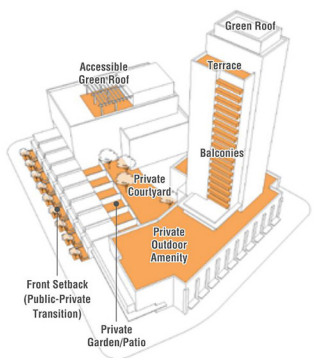 Green Roof
Accessible
Green Roof
Terrace
Balconies
Private
Courtyard
Private
Outdoor
Amenity
Front Setback
(Public-Private
Transition)
Private
Garden/Patio